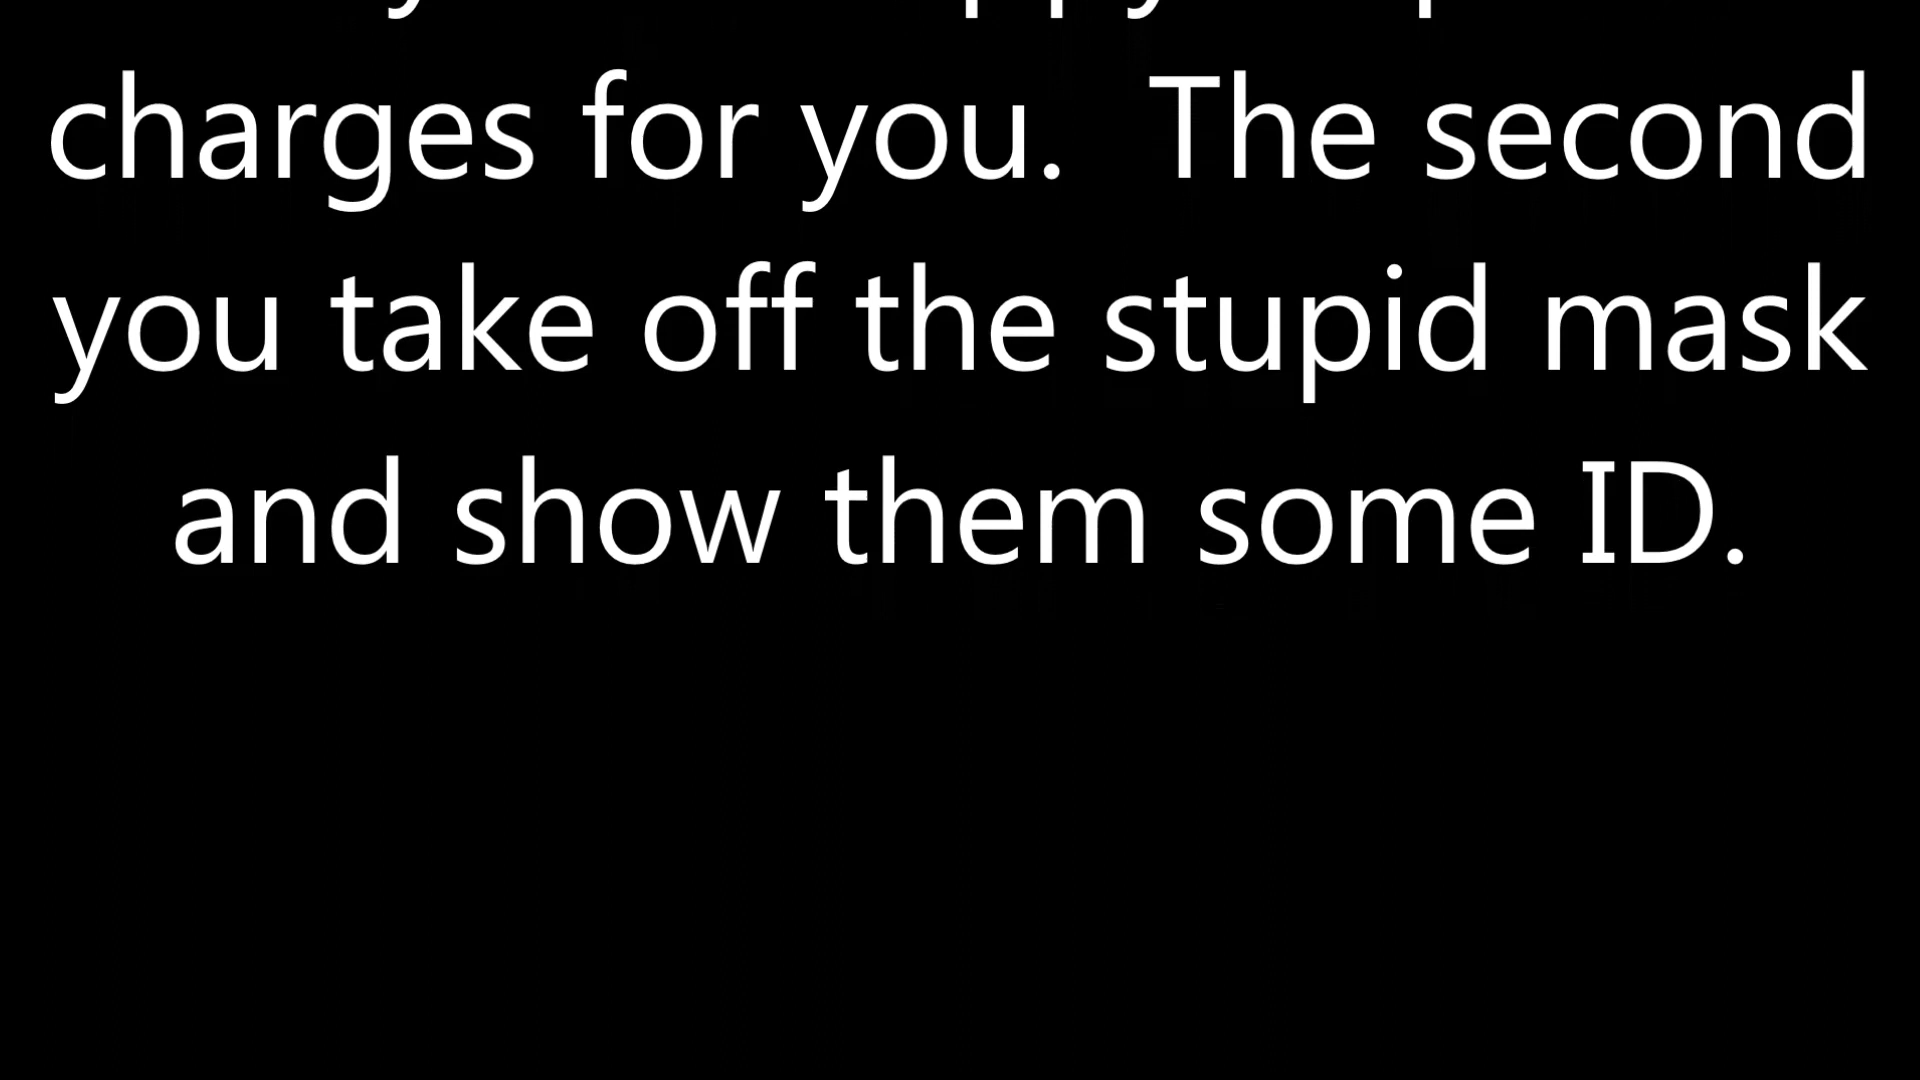 charges for you.  The second
you take off the stupid mask
and show them some ID.